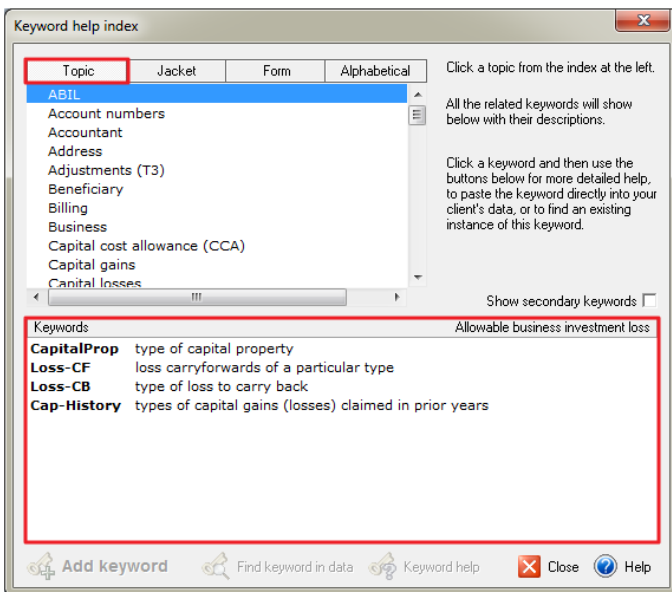 Keyword help index
x
Topic Jacket Form Alphabetical
ABIL
Account numbers
Accountant
Address
Adjustments (T3)
Beneficiary
Billing
Business
Capital cost allowance (CCA)
Capital gains
Capital losses
Click a topic from the index at the left.
All the related keywords will show
below with their descriptions.
Click a keyword and then use the
buttons below for more detailed help,
to paste the keyword directly into your
client's data, or to find an existing
instance of this keyword.
Show secondary keywords
Keywords Allowable business investment loss
CapitalProp type of capital property
Loss-CF loss carryforwards of a particular type
Loss-CB type of loss to carry back
Cap-History types of capital gains (losses) claimed in prior years
Add keyword Find keyword in data Keyword help Close Help